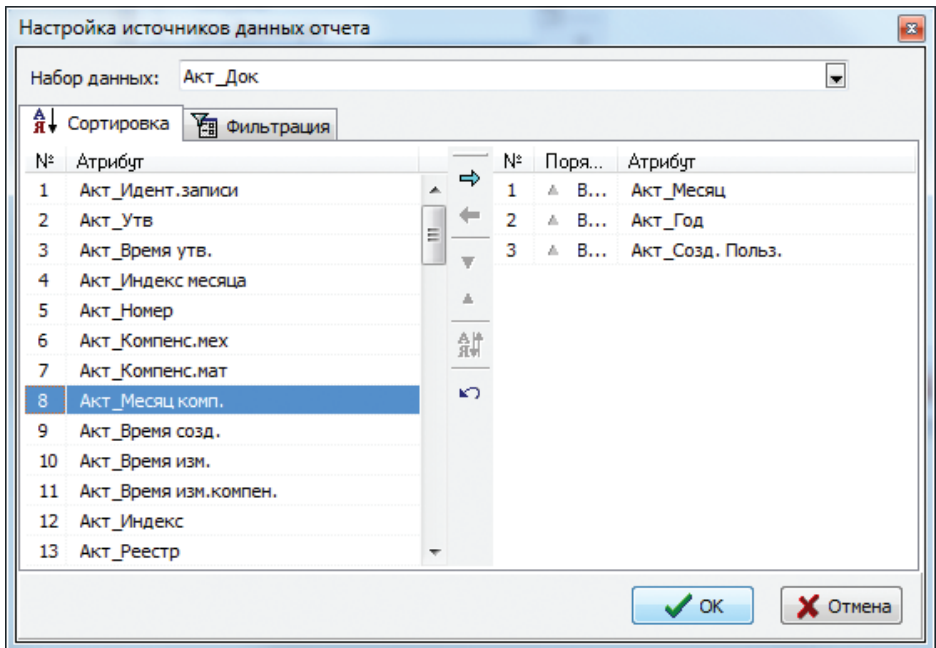 Настройка источников данных отчета
Набор данных: Акт_Док
Сортировка Фильтрация
№ Атрибут № Поря... Атрибут
1 Акт_Идент.записи 1 В... Акт_Месяц
2 Акт_Утв 2 В... Акт_Год
3 Акт_Время утв. 3 В... Акт_Созд. Польз.
4 Акт_Индекс месяца
5 Акт_Номер
6 Акт_Компенс.мех
7 Акт_Компенс.мат
8 Акт_Месяц комп.
9 Акт_Время созд.
10 Акт_Время изм.
11 Акт_Время изм.компен.
12 Акт_Индекс
13 Акт_Реестр
OK Отмена